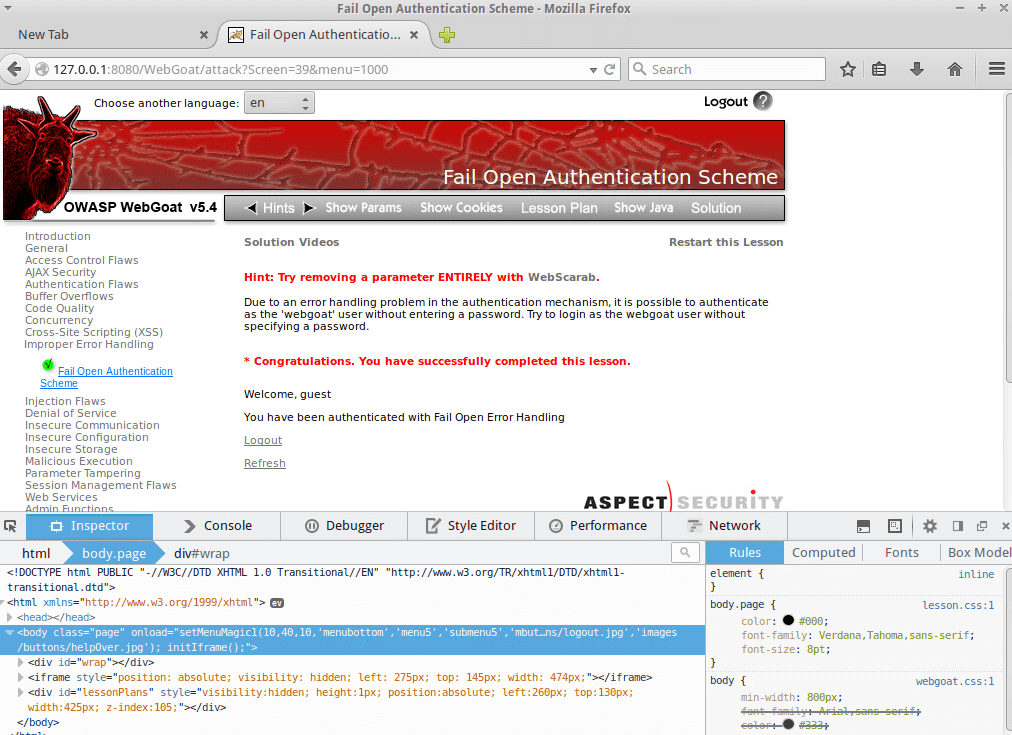 Fail Open Authentication Scheme - Mozilla Firefox
New Tab
Fail Open Authenticatio...
127.0.0.1:8080/WebGoat/attack?Screen=39&menu=1000
Search
Choose another language: en
Logout ?
Fail Open Authentication Scheme
OWASP WebGoat v5.4
Hints Show Params Show Cookies Lesson Plan Show Java Solution
Introduction
General
Access Control Flaws
AJAX Security
Authentication Flaws
Buffer Overflows
Code Quality
Concurrency
Cross-Site Scripting (XSS)
Improper Error Handling
Fail Open Authentication
Scheme
Injection Flaws
Denial of Service
Insecure Communication
Insecure Configuration
Insecure Storage
Malicious Execution
Parameter Tampering
Session Management Flaws
Web Services
Admin Functions
Solution Videos
Restart this Lesson
Hint: Try removing a parameter ENTIRELY with WebScarab.
Due to an error handling problem in the authentication mechanism, it is possible to authenticate
as the 'webgoat' user without entering a password. Try to login as the webgoat user without
specifying a password.
* Congratulations. You have successfully completed this lesson.
Welcome, guest
You have been authenticated with Fail Open Error Handling
Logout
Refresh
ASPECT SECURITY
Inspector
Console
Debugger
Style Editor
Performance
Network
html
body.page
div#wrap
<!DOCTYPE html PUBLIC "-//W3C//DTD XHTML 1.0 Transitional//EN" "http://www.w3.org/TR/xhtml1/DTD/xhtml1-
transitional.dtd">
<html xmlns="http://www.w3.org/1999/xhtml"> ev
<head></head>
<body class="page" onload="setMenuMagic1(10,40,10,'menubottom','menu5','submenu5','mbut…ns/logout.jpg','images
/buttons/helpOver.jpg'); initIframe();">
<div id="wrap"></div>
<iframe style="position: absolute; visibility: hidden; left: 275px; top: 145px; width: 474px;"></iframe>
<div id="lessonPlans" style="visibility:hidden; height:1px; position:absolute; left:260px; top:130px;
width:425px; z-index:105;"></div>
</body>
</html>
Rules
Computed
Fonts
Box Model
element {
inline
}
body.page {
lesson.css:1
color: #000;
font-family: Verdana,Tahoma,sans-serif;
font-size: 8pt;
}
body {
webgoat.css:1
min-width: 800px;
font-family: Arial,sans-serif;
color: #333;